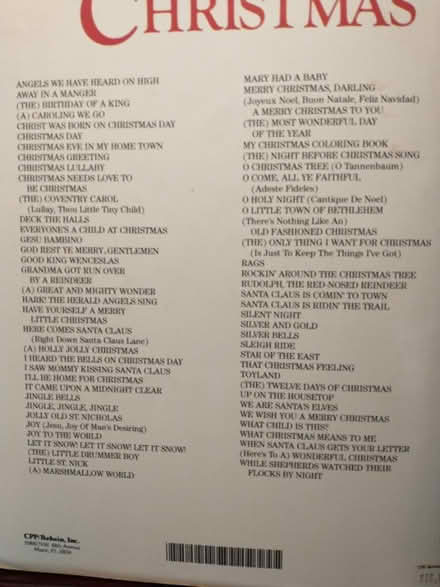 CHRISTMAS
ANGELS WE HAVE HEARD ON HIGH
AWAY IN A MANGER
(THE) BIRTHDAY OF A KING
(A) CAROLING WE GO
CHRIST WAS BORN ON CHRISTMAS DAY
CHRISTMAS DAY
CHRISTMAS EVE IN MY HOME TOWN
CHRISTMAS GREETING
CHRISTMAS LULLABY
CHRISTMAS NEEDS LOVE TO
BE CHRISTMAS
(THE) COVENTRY CAROL
(Lullay, Thou Little Tiny Child)
DECK THE HALLS
EVERYONE'S A CHILD AT CHRISTMAS
GESU BAMBINO
GOD REST YE MERRY, GENTLEMEN
GOOD KING WENCESLAS
GRANDMA GOT RUN OVER
BY A REINDEER
(A) GREAT AND MIGHTY WONDER
HARK! THE HERALD ANGELS SING
HAVE YOURSELF A MERRY
LITTLE CHRISTMAS
HERE COMES SANTA CLAUS
(Right Down Santa Claus Lane)
(A) HOLLY JOLLY CHRISTMAS
I HEARD THE BELLS ON CHRISTMAS DAY
I SAW MOMMY KISSING SANTA CLAUS
I'LL BE HOME FOR CHRISTMAS
IT CAME UPON A MIDNIGHT CLEAR
JINGLE BELLS
JINGLE, JINGLE, JINGLE
JOLLY OLD ST. NICHOLAS
JOY (Jesu, Joy Of Man's Desiring)
JOY TO THE WORLD
LET IT SNOW! LET IT SNOW! LET IT SNOW!
(THE) LITTLE DRUMMER BOY
LITTLE ST. NICK
(A) MARSHMALLOW WORLD
MARY HAD A BABY
MERRY CHRISTMAS, DARLING
(Joyeux Noel, Buon Natale, Feliz Navidad)
A MERRY CHRISTMAS TO YOU
(THE) MOST WONDERFUL DAY
OF THE YEAR
MY CHRISTMAS COLORING BOOK
(THE) NIGHT BEFORE CHRISTMAS SONG
O CHRISTMAS TREE (O Tannenbaum)
O COME, ALL YE FAITHFUL
(Adeste Fideles)
O HOLY NIGHT (Cantique De Noel)
O LITTLE TOWN OF BETHLEHEM
(There's Nothing Like An)
OLD FASHIONED CHRISTMAS
(THE) ONLY THING I WANT FOR CHRISTMAS
(Is Just To Keep The Things I've Got)
RAGS
ROCKIN' AROUND THE CHRISTMAS TREE
RUDOLPH, THE RED-NOSED REINDEER
SANTA CLAUS IS COMIN' TO TOWN
SANTA CLAUS IS RIDIN' THE TRAIL
SILENT NIGHT
SILVER AND GOLD
SILVER BELLS
SLEIGH RIDE
STAR OF THE EAST
THAT CHRISTMAS FEELING
TOYLAND
(THE) TWELVE DAYS OF CHRISTMAS
UP ON THE HOUSETOP
WE ARE SANTA'S ELVES
WE WISH YOU A MERRY CHRISTMAS
WHAT CHILD IS THIS?
WHAT CHRISTMAS MEANS TO ME
WHEN SANTA CLAUS GETS YOUR LETTER
(Here's To A) WONDERFUL CHRISTMAS
WHILE SHEPHERDS WATCHED THEIR
FLOCKS BY NIGHT
CPP/Belwin, Inc.